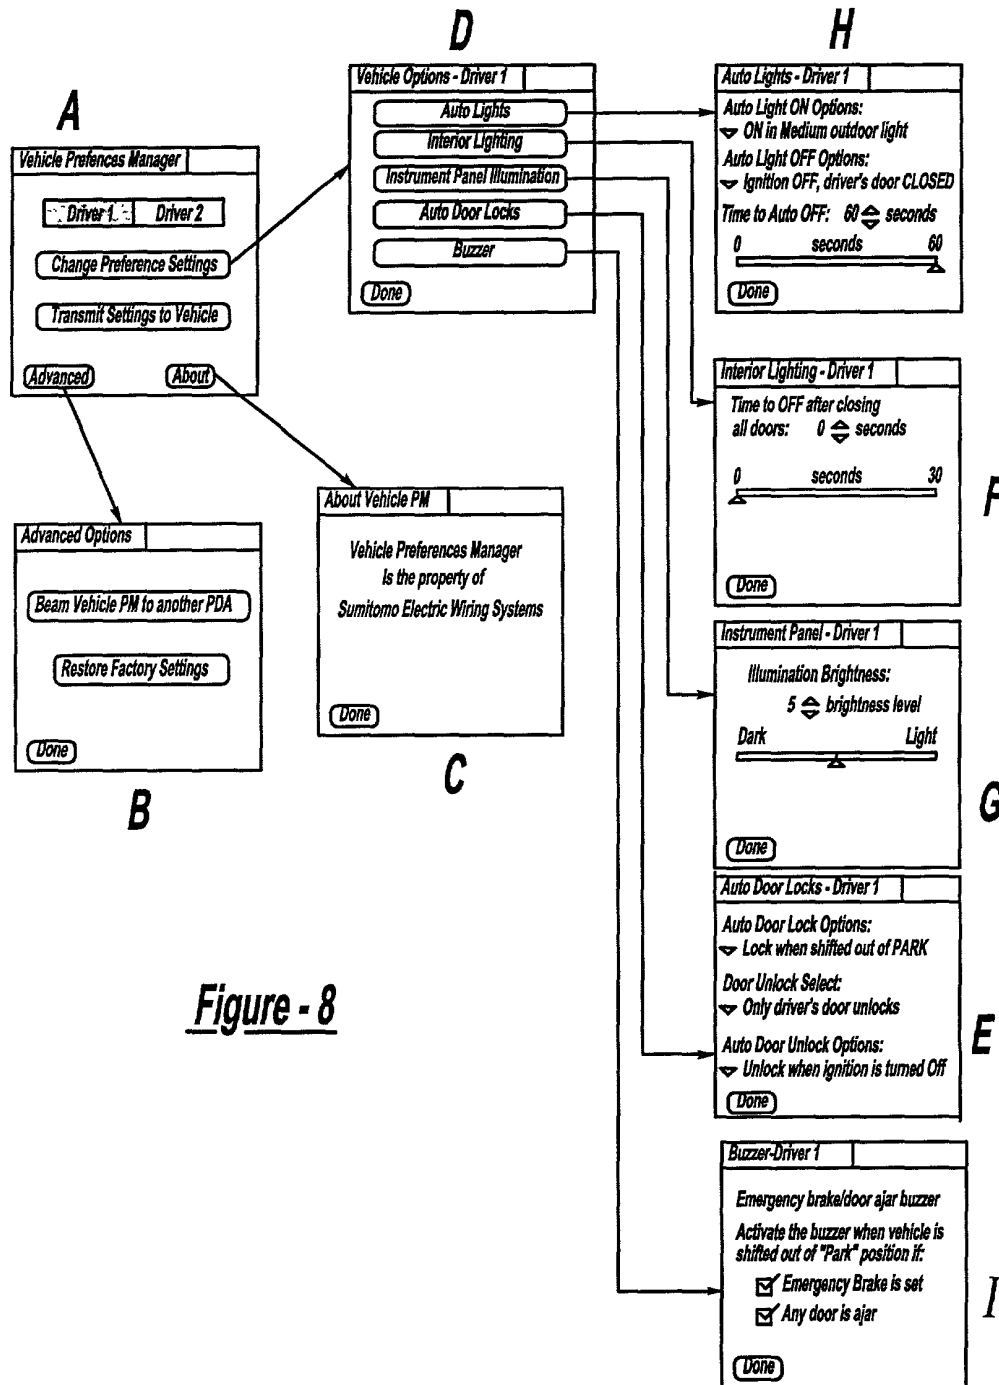 A
Vehicle Prefences Manager
Driver 1
Driver 2
Change Preference Settings
Transmit Settings to Vehicle
Advanced
About
D
Vehicle Options - Driver 1
Auto Lights
Interior Lighting
Instrument Panel Illumination
Auto Door Locks
Buzzer
Done
H
Auto Lights - Driver 1
Auto Light ON Options:
ON in Medium outdoor light
Auto Light OFF Options:
Ignition OFF, driver's door CLOSED
Time to Auto OFF: 60 seconds
0 seconds 60
Done
Interior Lighting - Driver 1
Time to OFF after closing
all doors: 0 seconds
0 seconds 30
Done
F
Advanced Options
Beam Vehicle PM to another PDA
Restore Factory Settings
Done
B
About Vehicle PM
Vehicle Preferences Manager
Is the property of
Sumitomo Electric Wiring Systems
Done
C
Instrument Panel - Driver 1
Illumination Brightness:
5 brightness level
Dark Light
Done
G
Auto Door Locks - Driver 1
Auto Door Lock Options:
Lock when shifted out of PARK
Door Unlock Select:
Only driver's door unlocks
Auto Door Unlock Options:
Unlock when ignition is turned Off
Done
E
Figure - 8
Buzzer-Driver 1
Emergency brake/door ajar buzzer
Activate the buzzer when vehicle is
shifted out of "Park" position if:
Emergency Brake is set
Any door is ajar
Done
I